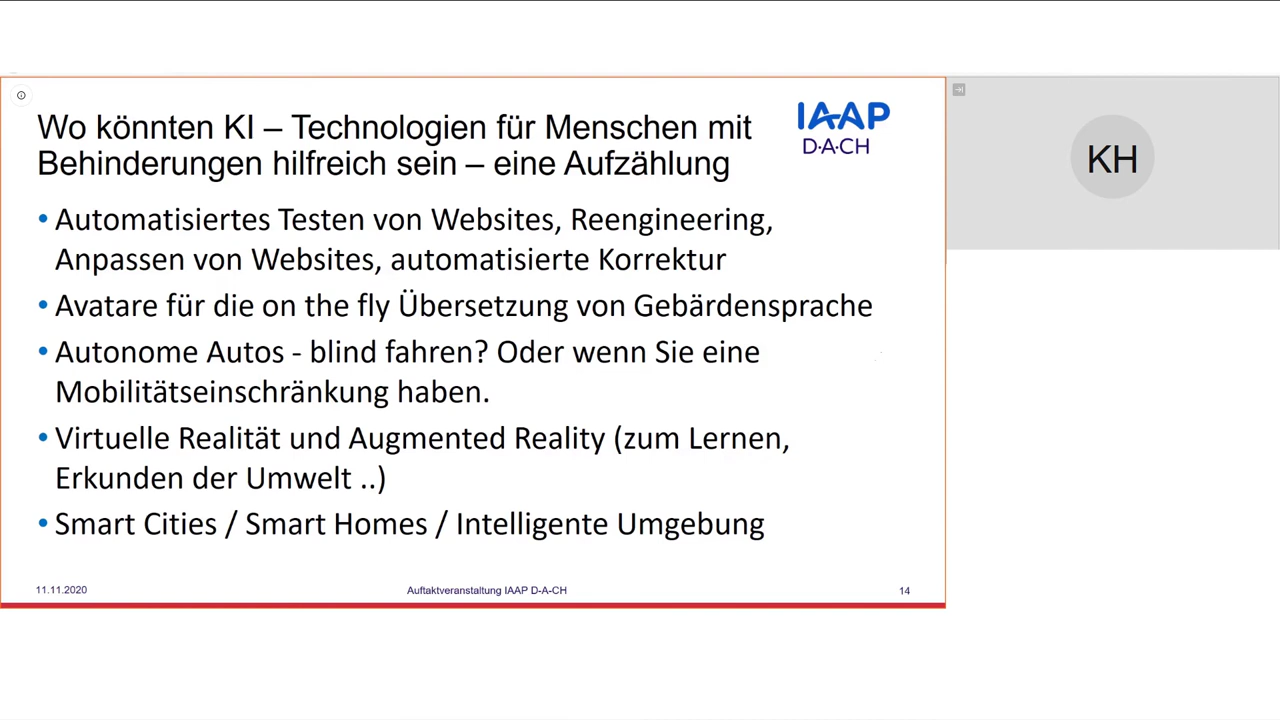 Wo könnten KI – Technologien für Menschen mit
Behinderungen hilfreich sein – eine Aufzählung
IAAP
D·A·CH
KH
• Automatisiertes Testen von Websites, Reengineering,
Anpassen von Websites, automatisierte Korrektur
• Avatare für die on the fly Übersetzung von Gebärdensprache
• Autonome Autos - blind fahren? Oder wenn Sie eine
Mobilitätseinschränkung haben.
• Virtuelle Realität und Augmented Reality (zum Lernen,
Erkunden der Umwelt ..)
• Smart Cities / Smart Homes / Intelligente Umgebung
11.11.2020
Auftaktveranstaltung IAAP D-A-CH
14